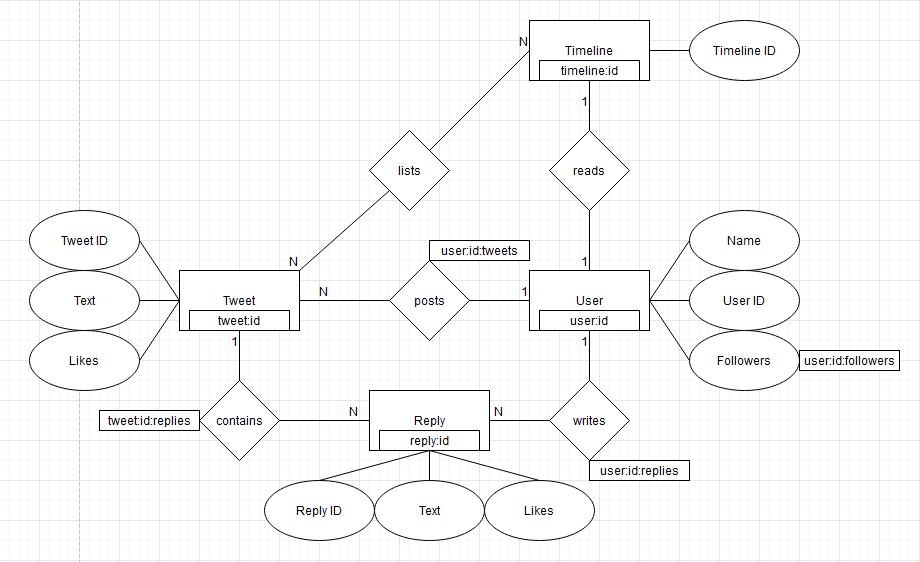 N
Timeline
timeline:id
Timeline ID
1
lists
reads
N
1
Tweet ID
Text
Likes
Tweet
tweet:id
N
user:id:tweets
posts
1
User
user:id
Name
User ID
Followers
user:id:followers
1
1
tweet:id:replies
contains
N
Reply
reply:id
N
writes
user:id:replies
Reply ID
Text
Likes